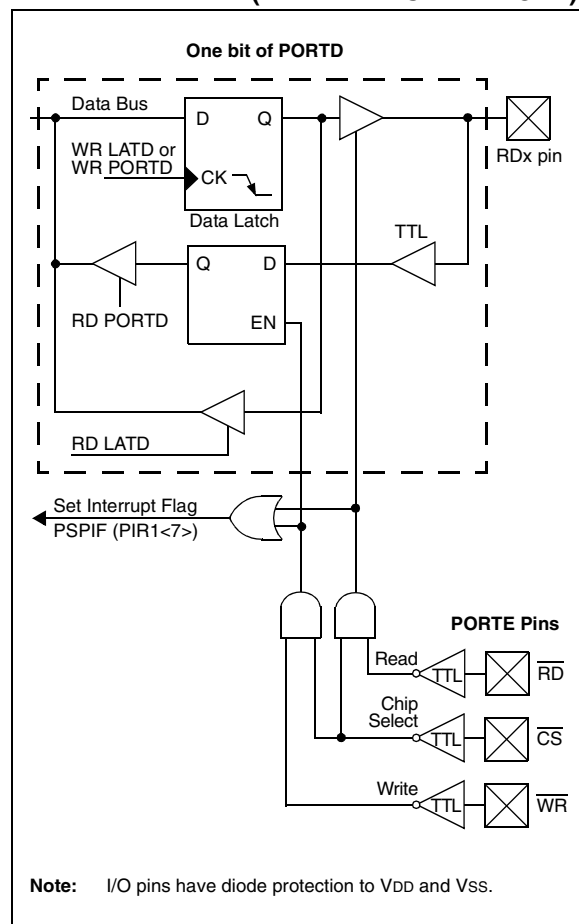 One bit of PORTD
Data Bus
D Q
WR LATD or
WR PORTD
CK
Data Latch
RDx pin
TTL
Q D
EN
RD PORTD
RD LATD
Set Interrupt Flag
PSPIF (PIR1<7>)
PORTE Pins
Read
TTL
RD
Chip
Select
TTL
CS
Write
TTL
WR
Note: I/O pins have diode protection to VDD and VSS.